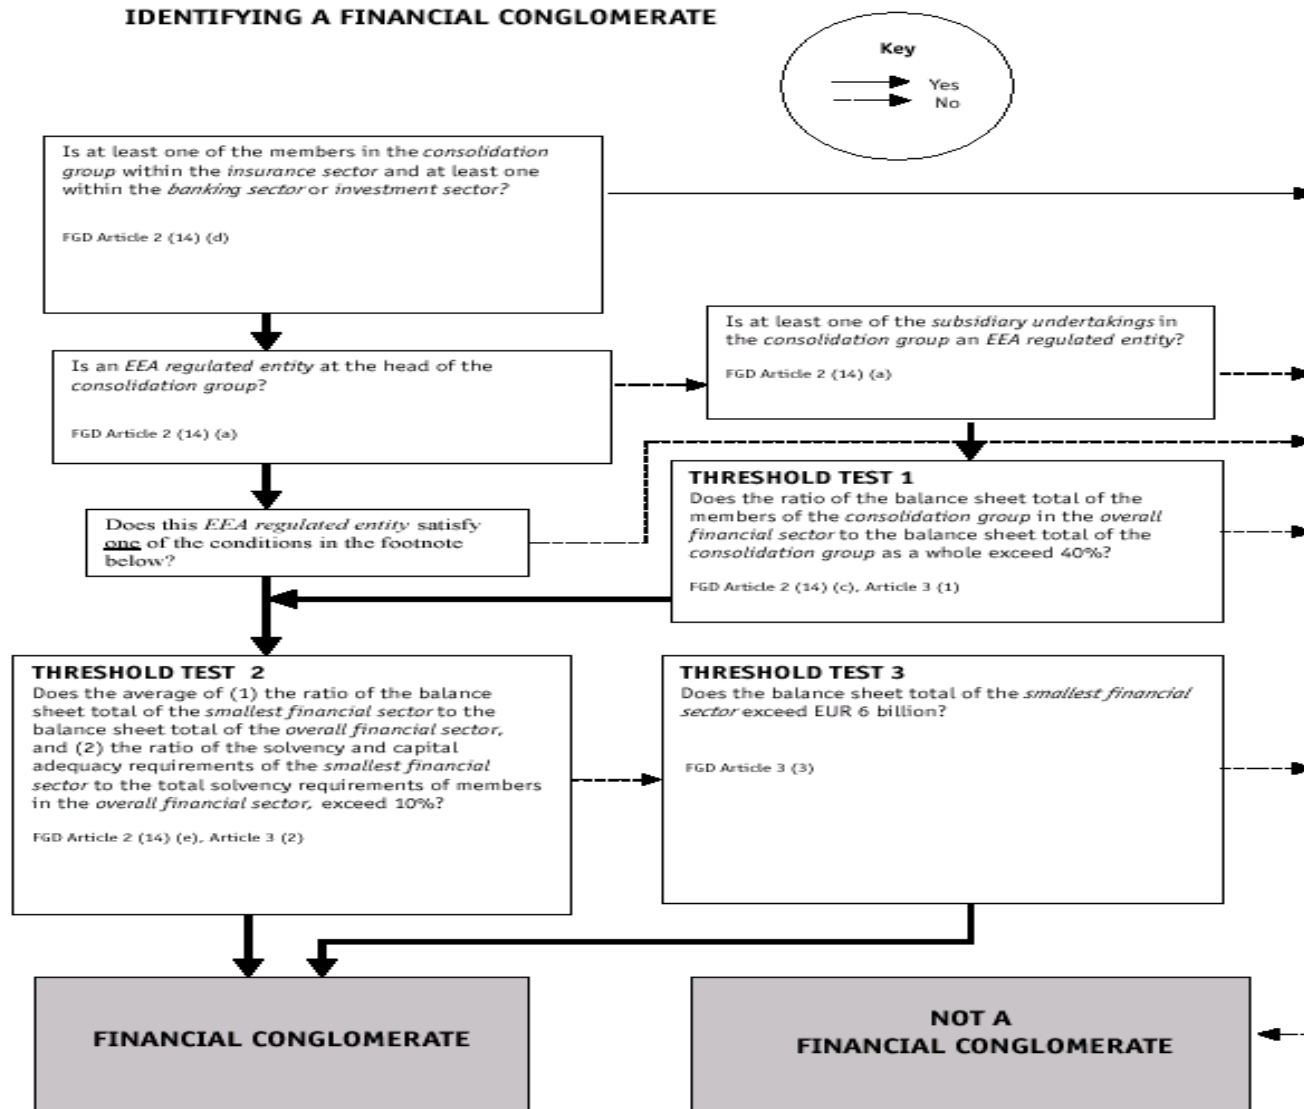 IDENTIFYING A FINANCIAL CONGLOMERATE
Key
Yes
No
Is at least one of the members in the consolidation
group within the insurance sector and at least one
within the banking sector or investment sector?
FGD Article 2 (14) (d)
Is at least one of the subsidiary undertakings in
the consolidation group an EEA regulated entity?
FGD Article 2 (14) (a)
Is an EEA regulated entity at the head of the
consolidation group?
FGD Article 2 (14) (a)
Does this EEA regulated entity satisfy
one of the conditions in the footnote
below?
THRESHOLD TEST 1
Does the ratio of the balance sheet total of the
members of the consolidation group in the overall
financial sector to the balance sheet total of the
consolidation group as a whole exceed 40%?
FGD Article 2 (14) (c), Article 3 (1)
THRESHOLD TEST 2
Does the average of (1) the ratio of the balance
sheet total of the smallest financial sector to the
balance sheet total of the overall financial sector,
and (2) the ratio of the solvency and capital
adequacy requirements of the smallest financial
sector to the total solvency requirements of members
in the overall financial sector, exceed 10%?
FGD Article 2 (14) (e), Article 3 (2)
THRESHOLD TEST 3
Does the balance sheet total of the smallest financial
sector exceed EUR 6 billion?
FGD Article 3 (3)
FINANCIAL CONGLOMERATE
NOT A
FINANCIAL CONGLOMERATE